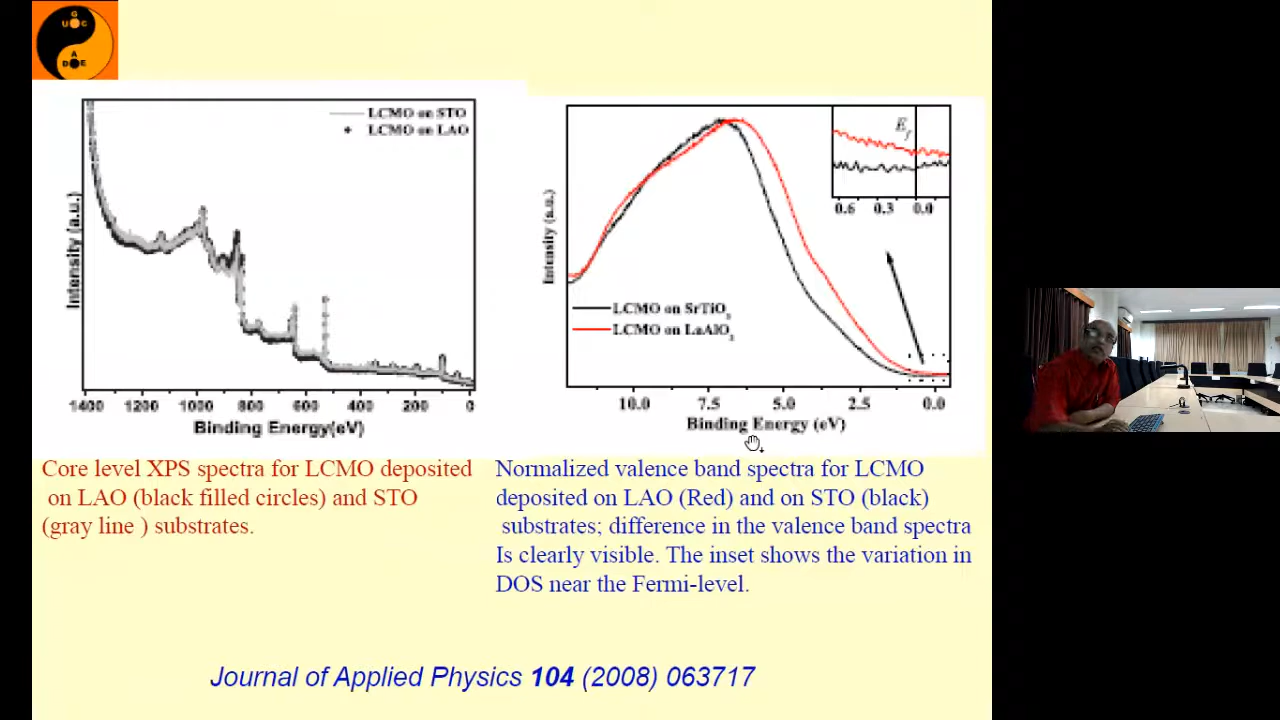 G
U G C
A
D E
LCMO on STO
LCMO on LAO
Intensity (a.u.)
1400 1200 1000 800 600 400 200 0
Binding Energy(eV)
Ef
0.6 0.3 0.0
Intensity (a.u.)
LCMO on SrTiO3
LCMO on LaAlO3
10.0 7.5 5.0 2.5 0.0
Binding Energy (eV)
Core level XPS spectra for LCMO deposited
on LAO (black filled circles) and STO
(gray line ) substrates.
Normalized valence band spectra for LCMO
deposited on LAO (Red) and on STO (black)
substrates; difference in the valence band spectra
Is clearly visible. The inset shows the variation in
DOS near the Fermi-level.
Journal of Applied Physics 104 (2008) 063717